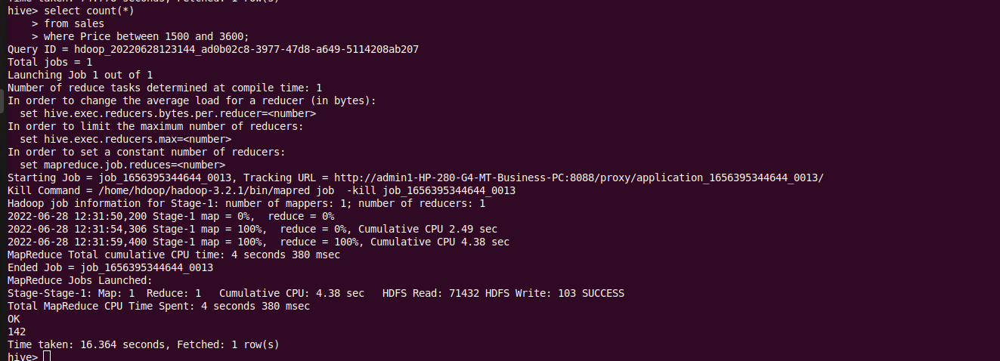 Time taken: 74.778 seconds, Fetched: 1 row(s)
hive> select count(*)
    > from sales
    > where Price between 1500 and 3600;
Query ID = hdoop_20220628123144_ad0b02c8-3977-47d8-a649-5114208ab207
Total jobs = 1
Launching Job 1 out of 1
Number of reduce tasks determined at compile time: 1
In order to change the average load for a reducer (in bytes):
  set hive.exec.reducers.bytes.per.reducer=<number>
In order to limit the maximum number of reducers:
  set hive.exec.reducers.max=<number>
In order to set a constant number of reducers:
  set mapreduce.job.reduces=<number>
Starting Job = job_1656395344644_0013, Tracking URL = http://admin1-HP-280-G4-MT-Business-PC:8088/proxy/application_1656395344644_0013/
Kill Command = /home/hdoop/hadoop-3.2.1/bin/mapred job  -kill job_1656395344644_0013
Hadoop job information for Stage-1: number of mappers: 1; number of reducers: 1
2022-06-28 12:31:50,200 Stage-1 map = 0%,  reduce = 0%
2022-06-28 12:31:54,306 Stage-1 map = 100%,  reduce = 0%, Cumulative CPU 2.49 sec
2022-06-28 12:31:59,400 Stage-1 map = 100%,  reduce = 100%, Cumulative CPU 4.38 sec
MapReduce Total cumulative CPU time: 4 seconds 380 msec
Ended Job = job_1656395344644_0013
MapReduce Jobs Launched:
Stage-Stage-1: Map: 1  Reduce: 1   Cumulative CPU: 4.38 sec   HDFS Read: 71432 HDFS Write: 103 SUCCESS
Total MapReduce CPU Time Spent: 4 seconds 380 msec
OK
142
Time taken: 16.364 seconds, Fetched: 1 row(s)
hive>